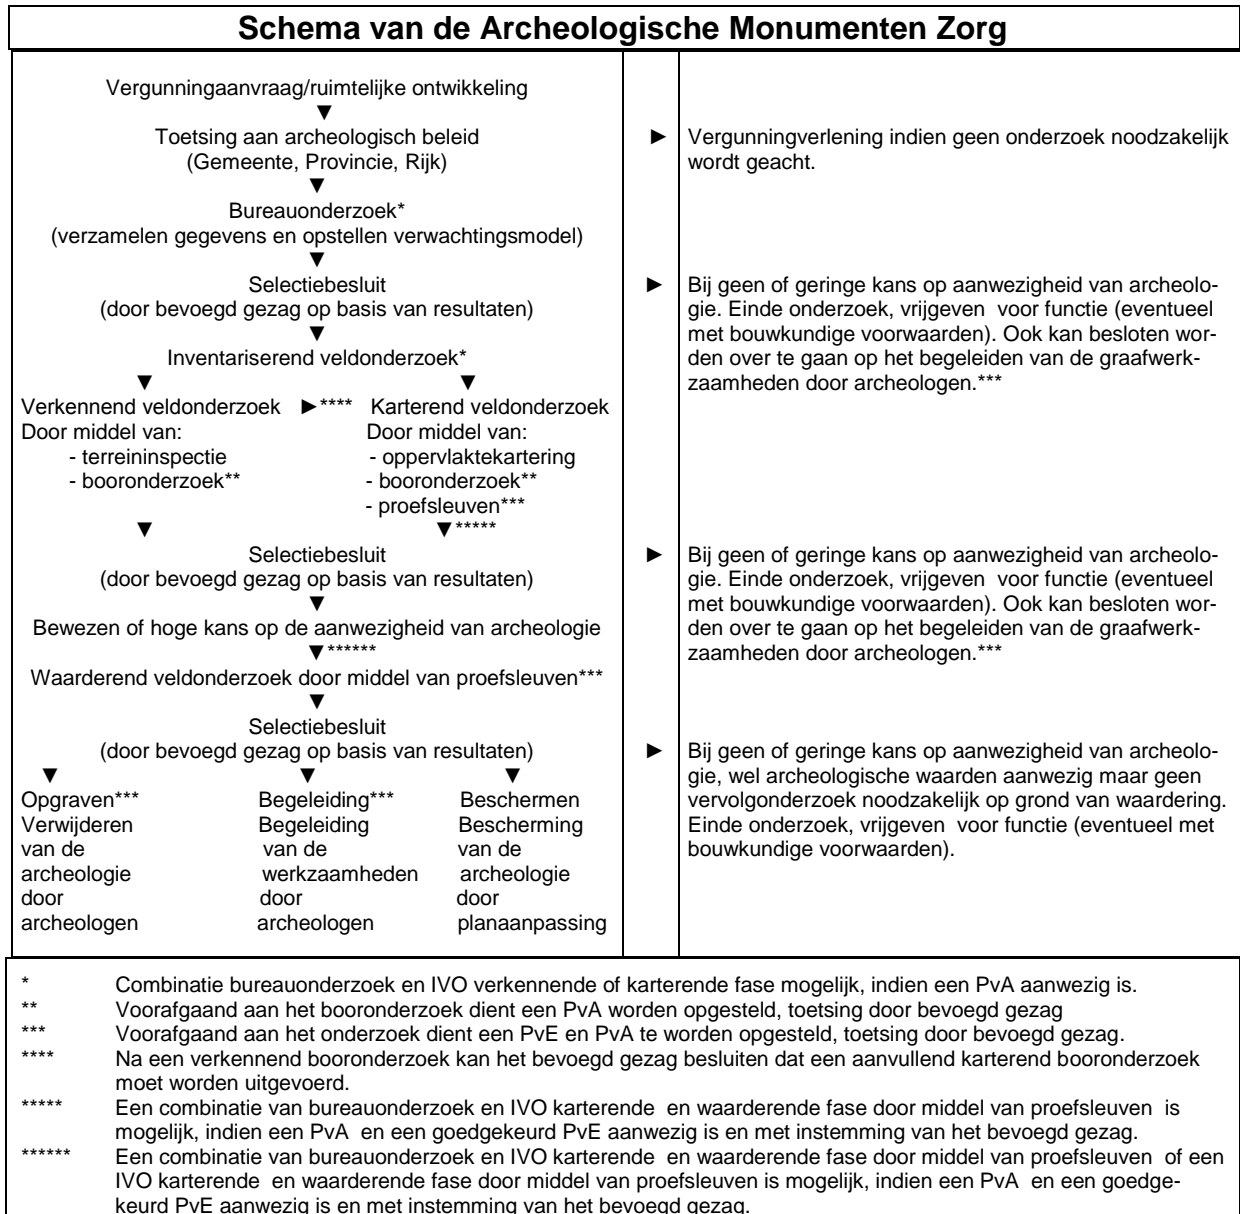 Schema van de Archeologische Monumenten Zorg
Vergunningaanvraag/ruimtelijke ontwikkeling
▼
Toetsing aan archeologisch beleid
(Gemeente, Provincie, Rijk)
► Vergunningverlening indien geen onderzoek noodzakelijk
wordt geacht.
▼
Bureauonderzoek*
(verzamelen gegevens en opstellen verwachtingsmodel)
▼
Selectiebesluit
(door bevoegd gezag op basis van resultaten)
► Bij geen of geringe kans op aanwezigheid van archeolo-
gie. Einde onderzoek, vrijgeven  voor functie (eventueel
met bouwkundige voorwaarden). Ook kan besloten wor-
den over te gaan op het begeleiden van de graafwerk-
zaamheden door archeologen.***
▼
Inventariserend veldonderzoek*
▼ ▼
Verkennend veldonderzoek ►**** Karterend veldonderzoek
Door middel van: Door middel van:
- terreininspectie - oppervlaktekartering
- booronderzoek** - booronderzoek**
- proefsleuven***
▼ ▼*****
Selectiebesluit
(door bevoegd gezag op basis van resultaten)
► Bij geen of geringe kans op aanwezigheid van archeolo-
gie. Einde onderzoek, vrijgeven  voor functie (eventueel
met bouwkundige voorwaarden). Ook kan besloten wor-
den over te gaan op het begeleiden van de graafwerk-
zaamheden door archeologen.***
▼
Bewezen of hoge kans op de aanwezigheid van archeologie
▼******
Waarderend veldonderzoek door middel van proefsleuven***
▼
Selectiebesluit
(door bevoegd gezag op basis van resultaten)
► Bij geen of geringe kans op aanwezigheid van archeolo-
gie, wel archeologische waarden aanwezig maar geen
vervolgonderzoek noodzakelijk op grond van waardering.
Einde onderzoek, vrijgeven  voor functie (eventueel met
bouwkundige voorwaarden).
▼ ▼ ▼
Opgraven*** Begeleiding*** Beschermen
Verwijderen Begeleiding Bescherming
van de van de van de
archeologie werkzaamheden archeologie
door door door
archeologen archeologen planaanpassing
* Combinatie bureauonderzoek en IVO verkennende of karterende fase mogelijk, indien een PvA aanwezig is.
** Voorafgaand aan het booronderzoek dient een PvA worden opgesteld, toetsing door bevoegd gezag
*** Voorafgaand aan het onderzoek dient een PvE en PvA te worden opgesteld, toetsing door bevoegd gezag.
**** Na een verkennend booronderzoek kan het bevoegd gezag besluiten dat een aanvullend karterend booronderzoek
moet worden uitgevoerd.
***** Een combinatie van bureauonderzoek en IVO karterende  en waarderende fase door middel van proefsleuven  is
mogelijk, indien een PvA  en een goedgekeurd PvE aanwezig is en met instemming van het bevoegd gezag.
****** Een combinatie van bureauonderzoek en IVO karterende  en waarderende fase door middel van proefsleuven  of een
IVO karterende  en waarderende fase door middel van proefsleuven is mogelijk, indien een PvA  en een goedge-
keurd PvE aanwezig is en met instemming van het bevoegd gezag.